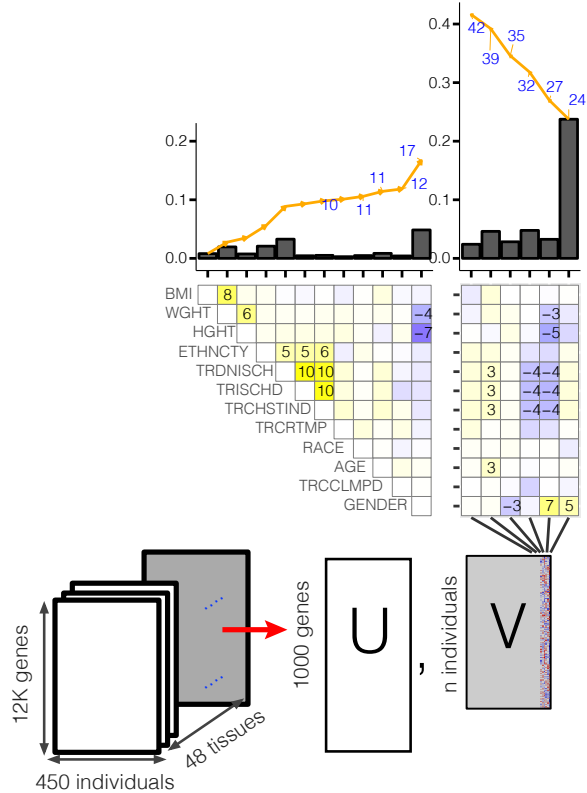 0.4
42
35
39
0.3
32
27
24
0.2
0.2
17
11
0.1
10
11
12
0.1
0.0
0.0
BMI
8
WGHT
6
−4
−3
HGHT
−7
−5
ETHNCTY
5 5 6
TRDNISCH
10 10
3
−4 −4
TRISCHD
10
3
−4 −4
TRCHSTIND
3
−4 −4
TRCRTMP
RACE
AGE
3
TRCCLMPD
GENDER
−3
7 5
12K genes
450 individuals
48 tissues
1000 genes
U
,
n individuals
V